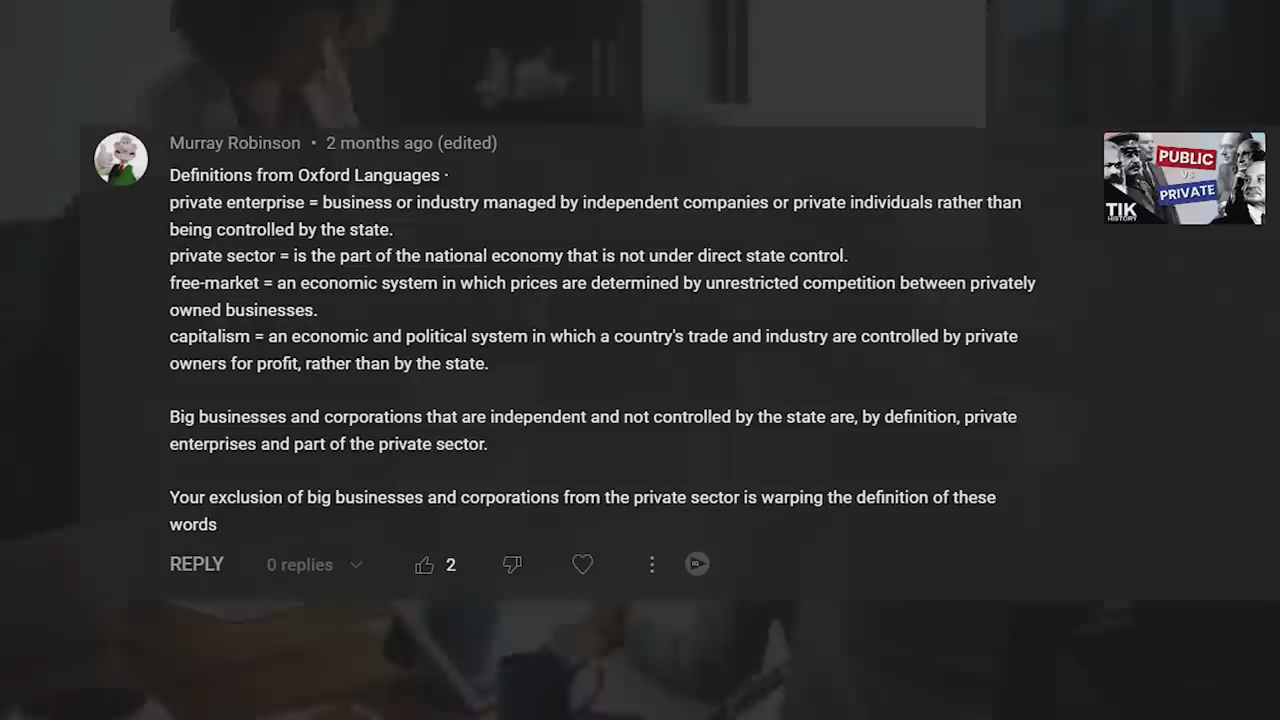 Murray Robinson • 2 months ago (edited)
Definitions from Oxford Languages ·
private enterprise = business or industry managed by independent companies or private individuals rather than
being controlled by the state.
private sector = is the part of the national economy that is not under direct state control.
free-market = an economic system in which prices are determined by unrestricted competition between privately
owned businesses.
capitalism = an economic and political system in which a country's trade and industry are controlled by private
owners for profit, rather than by the state.
Big businesses and corporations that are independent and not controlled by the state are, by definition, private
enterprises and part of the private sector.
Your exclusion of big businesses and corporations from the private sector is warping the definition of these
words
REPLY 0 replies 2
PUBLIC
VS
PRIVATE
TIK
HISTORY